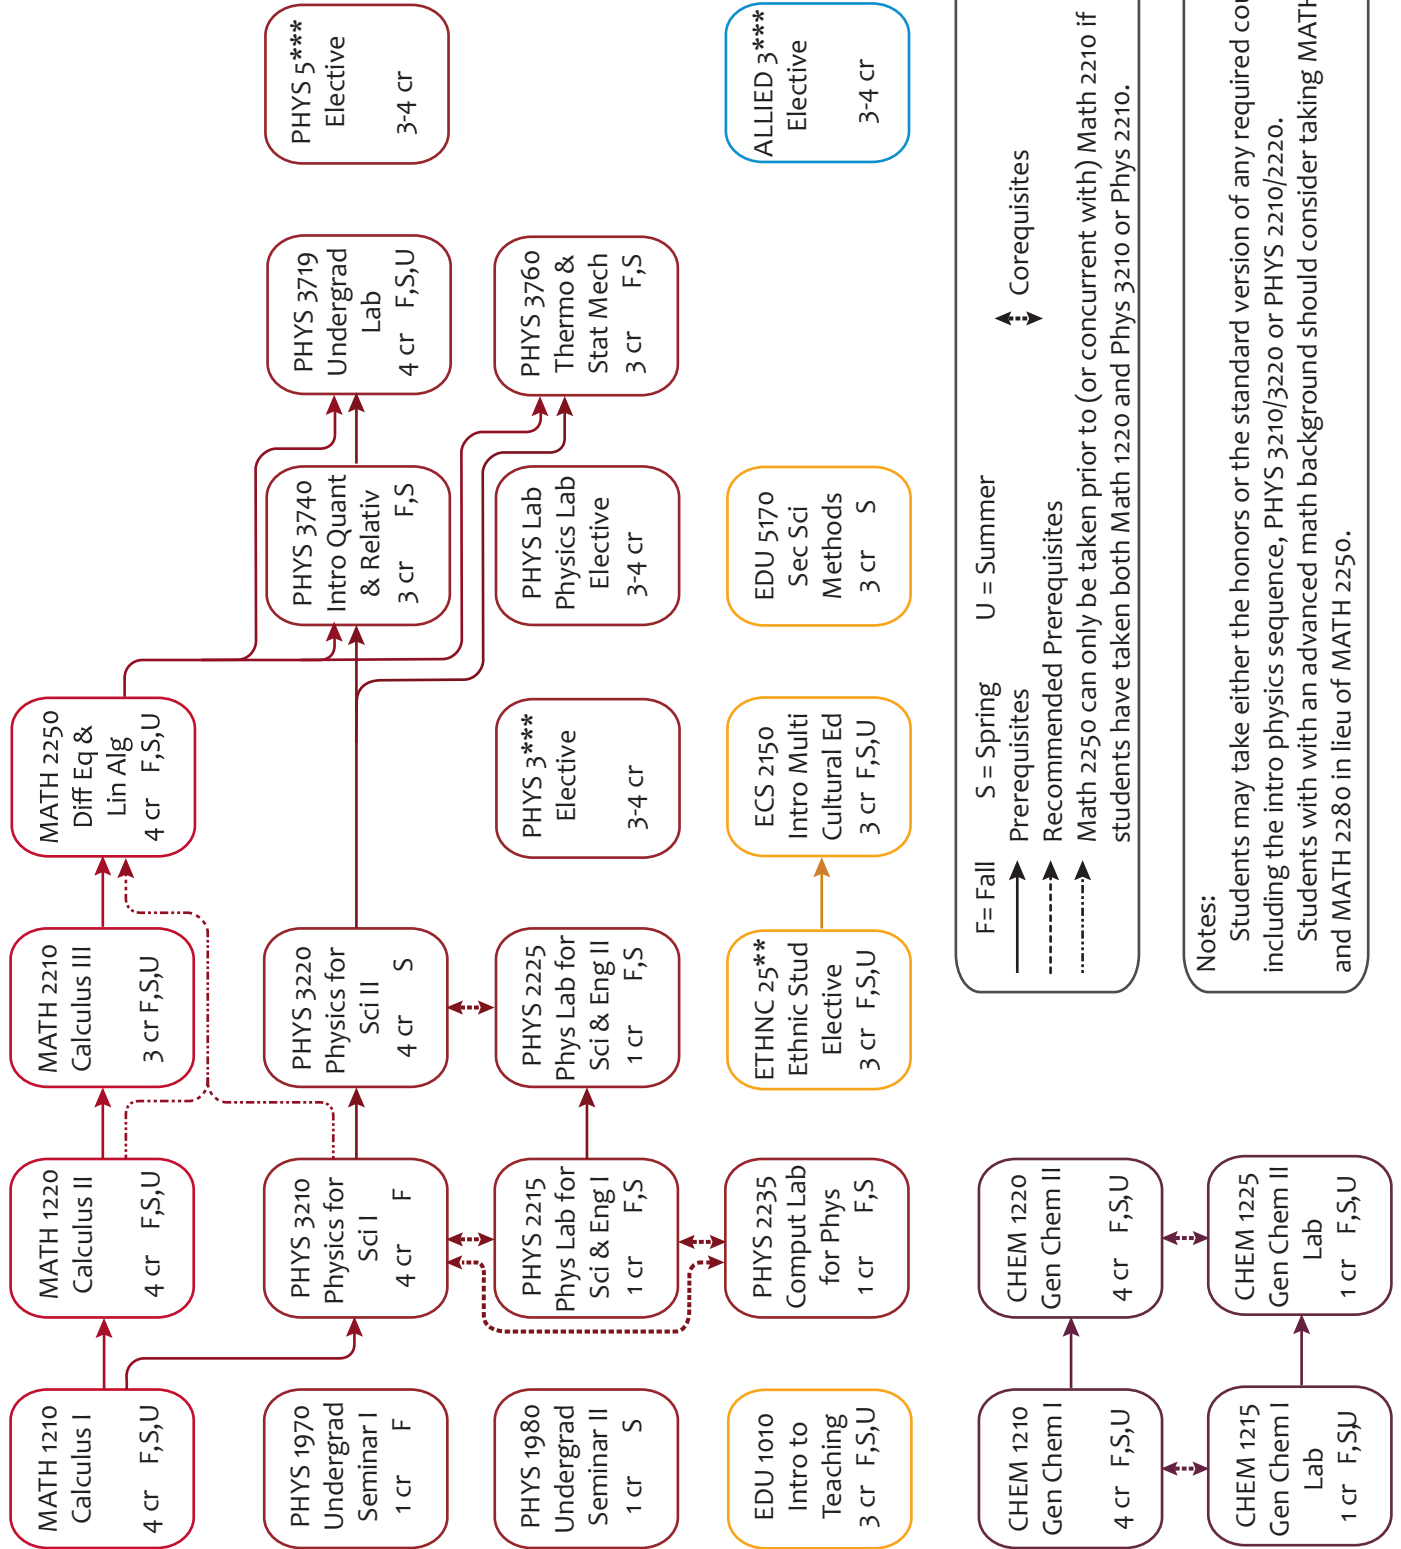 MATH 1210
Calculus I
4 cr F,S,U
MATH 1220
Calculus II
4 cr F,S,U
MATH 2210
Calculus III
3 cr F,S,U
MATH 2250
Diff Eq &
Lin Alg
4 cr F,S,U
PHYS 1970
Undergrad
Seminar I
1 cr F
PHYS 3210
Physics for
Sci I
4 cr F
PHYS 3220
Physics for
Sci II
4 cr S
PHYS 3740
Intro Quant
& Relativ
3 cr F,S
PHYS 3719
Undergrad
Lab
4 cr F,S,U
PHYS 5***
Elective
3-4 cr
PHYS 1980
Undergrad
Seminar II
1 cr S
PHYS 2215
Phys Lab for
Sci & Eng I
1 cr F,S
PHYS 2225
Phys Lab for
Sci & Eng II
1 cr F,S
PHYS 3***
Elective
3-4 cr
PHYS Lab
Physics Lab
Elective
3-4 cr
PHYS 3760
Thermo &
Stat Mech
3 cr F,S
EDU 1010
Intro to
Teaching
3 cr F,S,U
PHYS 2235
Comput Lab
for Phys
1 cr F,S
ETHNC 25**
Ethnic Stud
Elective
3 cr F,S,U
ECS 2150
Intro Multi
Cultural Ed
3 cr F,S,U
EDU 5170
Sec Sci
Methods
3 cr S
ALLIED 3***
Elective
3-4 cr
CHEM 1210
Gen Chem I
4 cr F,S,U
CHEM 1220
Gen Chem II
4 cr F,S,U
CHEM 1215
Gen Chem I
Lab
1 cr F,S,U
CHEM 1225
Gen Chem II
Lab
1 cr F,S,U
F= Fall S = Spring U = Summer
Prerequisites Corequisites
Recommended Prerequisites
Math 2250 can only be taken prior to (or concurrent with) Math 2210 if
students have taken both Math 1220 and Phys 3210 or Phys 2210.
Notes:
Students may take either the honors or the standard version of any required
including the intro physics sequence, PHYS 3210/3220 or PHYS 2210/2220.
Students with with an advanced math background should consider taking MATH
and MATH 2280 in lieu of MATH 2250.